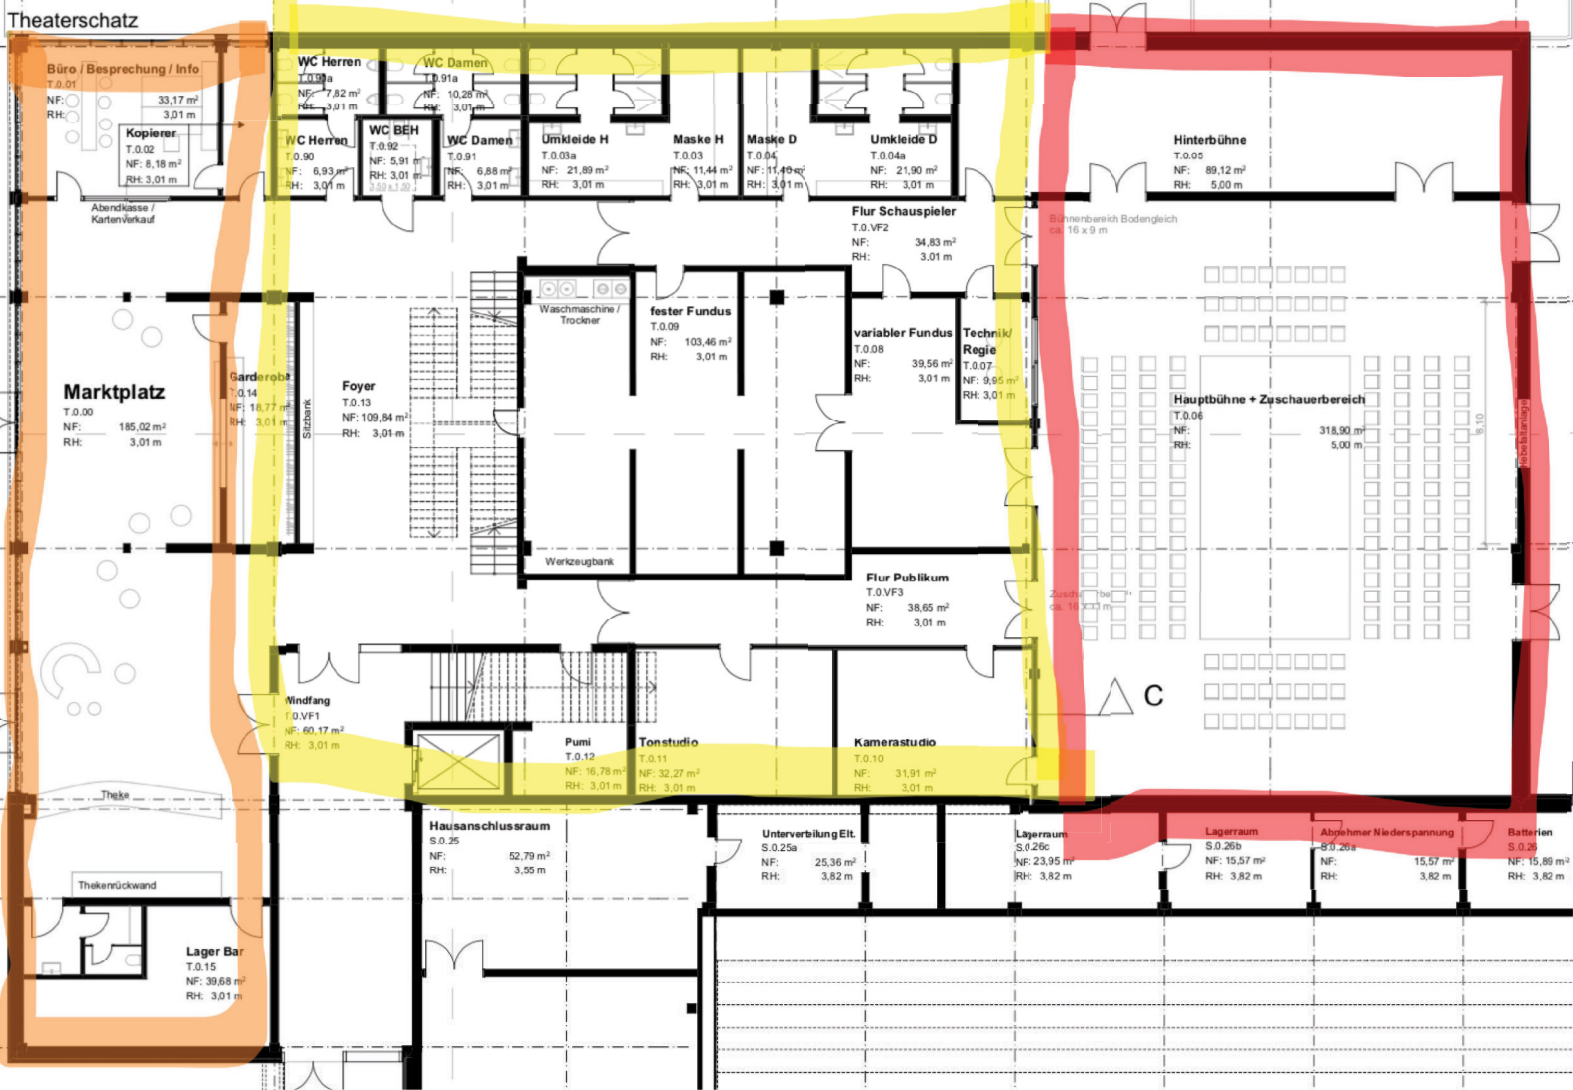 Theaterschatz
Büro / Besprechung / Info
T.0.01
NF: 33,17 m²
RH: 3,01 m
Kopierer
T.0.02
NF: 8,18 m²
RH: 3,01 m
Abendkasse /
Kartenverkauf
WC Herren
T.0.90a
NF: 7,82 m²
RH: 3,01 m
WC Damen
T.0.91a
NF: 10,28 m²
RH: 3,01 m
WC Herren
T.0.90
NF: 6,93 m²
RH: 3,01 m
WC BEH
T.0.92
NF: 5,91 m
RH: 3,01 m
WC Damen
T.0.91
NF: 6,88 m²
RH: 3,01 m
Umkleide H
T.0.03a
NF: 21,89 m²
RH: 3,01 m
Maske H
T.0.03
NF: 11,44 m²
RH: 3,01 m
Maske D
T.0.04
NF: 11,40 m²
RH: 3,01 m
Umkleide D
T.0.04a
NF: 21,90 m²
RH: 3,01 m
Hinterbühne
T.0.05
NF: 89,12 m²
RH: 5,00 m
Flur Schauspieler
T.0.VF2
NF: 34,83 m²
RH: 3,01 m
Bühnenbereich Bodengleich
ca. 16 x 9 m
Waschmaschine /
Trockner
fester Fundus
T.0.09
NF: 103,46 m²
RH: 3,01 m
variabler Fundus
T.0.08
NF: 39,56 m²
RH: 3,01 m
Technik/
Regie
T.0.07
NF: 9,95 m²
RH: 3,01 m
Marktplatz
T.0.00
NF: 185,02 m²
RH: 3,01 m
Garderobe
T.0.14
NF: 18,77 m²
RH: 3,01 m
Sitzbank
Foyer
T.0.13
NF: 109,84 m²
RH: 3,01 m
Hauptbühne + Zuschauerbereich
T.0.06
NF: 318,90 m²
RH: 5,00 m
8,10
Werkzeugbank
Flur Publikum
T.0.VF3
NF: 38,65 m²
RH: 3,01 m
C
Windfang
T.0.VF1
NF: 60,17 m²
RH: 3,01 m
Pumi
T.0.12
NF: 16,78 m²
RH: 3,01 m
Tonstudio
T.0.11
NF: 32,27 m²
RH: 3,01 m
Kamerastudio
T.0.10
NF: 31,91 m²
RH: 3,01 m
Theke
Thekenrückwand
Lager Bar
T.0.15
NF: 39,68 m²
RH: 3,01 m
Hausanschlussraum
S.0.25
NF: 52,79 m²
RH: 3,55 m
Unterverteilung Elt.
S.0.25a
NF: 25,36 m²
RH: 3,82 m
Lagerraum
S.0.26c
NF: 23,95 m²
RH: 3,82 m
Lagerraum
S.0.26b
NF: 15,57 m²
RH: 3,82 m
Abnehmer Niederspannung
S.0.26a
NF: 15,57 m²
RH: 3,82 m
Batterien
S.0.26
NF: 15,89 m²
RH: 3,82 m